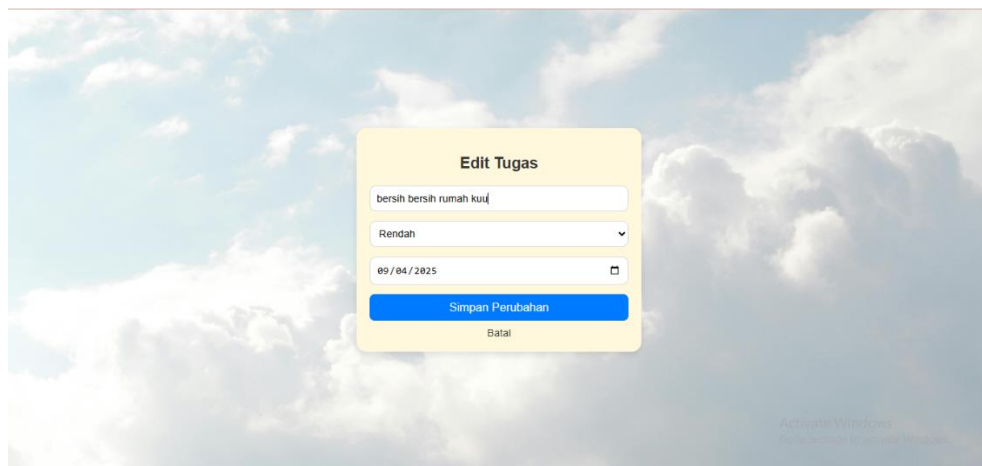 Edit Tugas
bersih bersih rumah kuu
Rendah
09/04/2025
Simpan Perubahan
Batal
Activate Windows